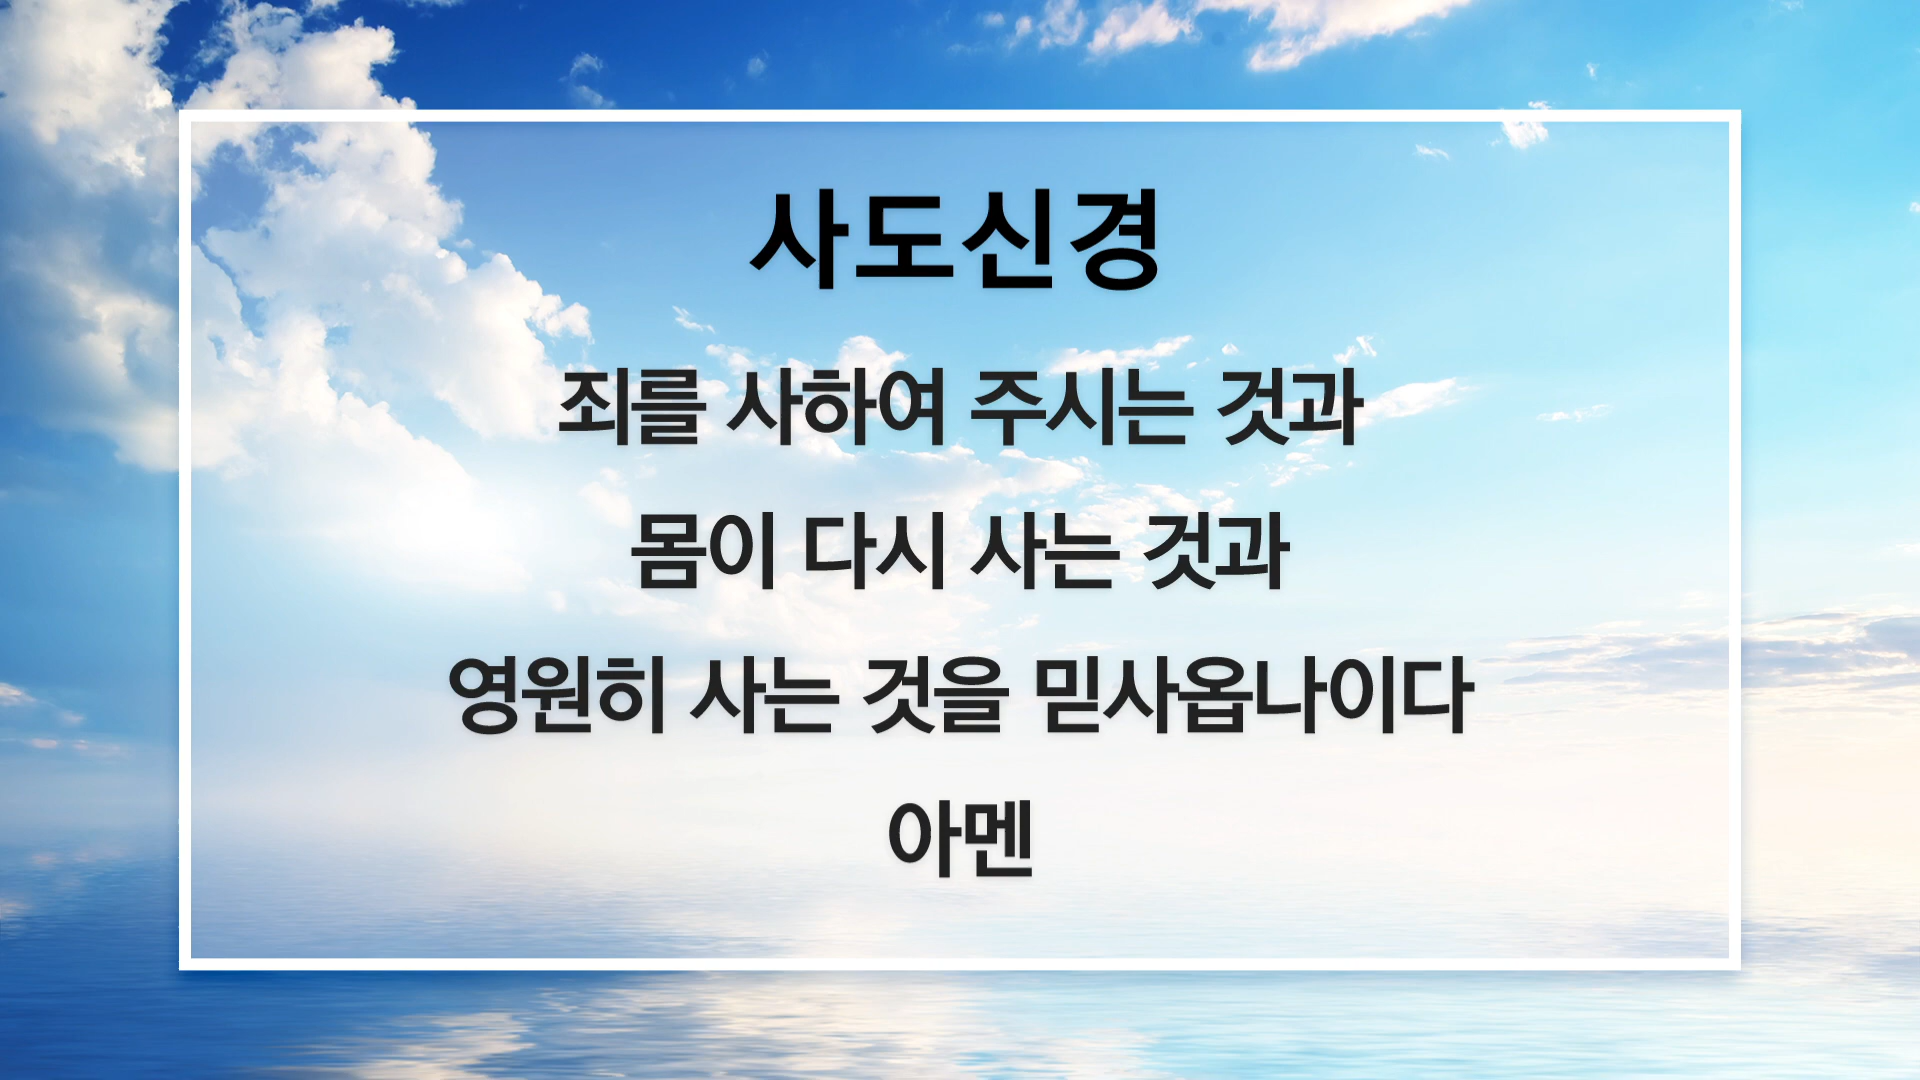 사도신경
죄를 사하여 주시는 것과
몸이 다시 사는 것과
영원히 사는 것을 믿사옵나이다
아멘